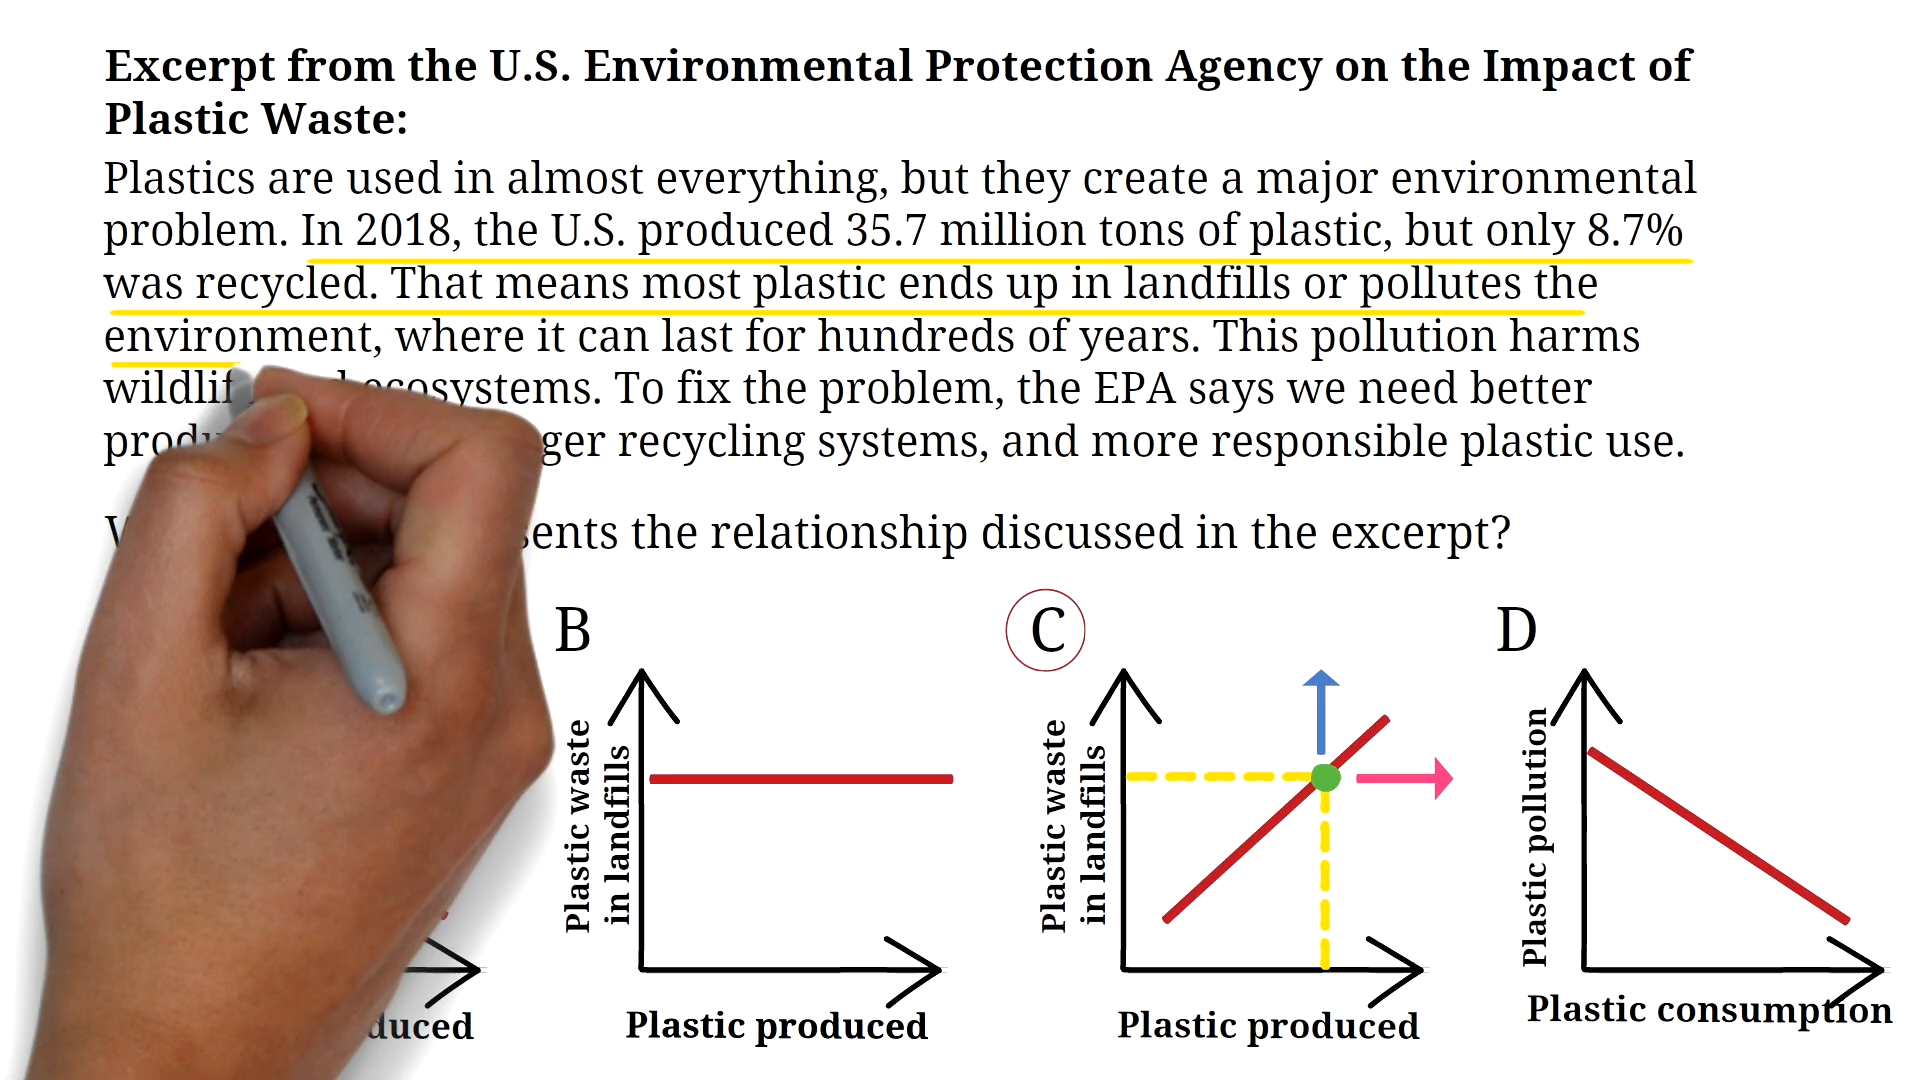 Excerpt from the U.S. Environmental Protection Agency on the Impact of
Plastic Waste:
Plastics are used in almost everything, but they create a major environmental
problem. In 2018, the U.S. produced 35.7 million tons of plastic, but only 8.7%
was recycled. That means most plastic ends up in landfills or pollutes the
environment, where it can last for hundreds of years. This pollution harms
ecosystems. To fix the problem, the EPA says we need better
recycling systems, and more responsible plastic use.
the relationship discussed in the excerpt?
B
C
D
Plastic waste
in landfills
Plastic produced
Plastic waste
in landfills
Plastic produced
Plastic pollution
Plastic consumption